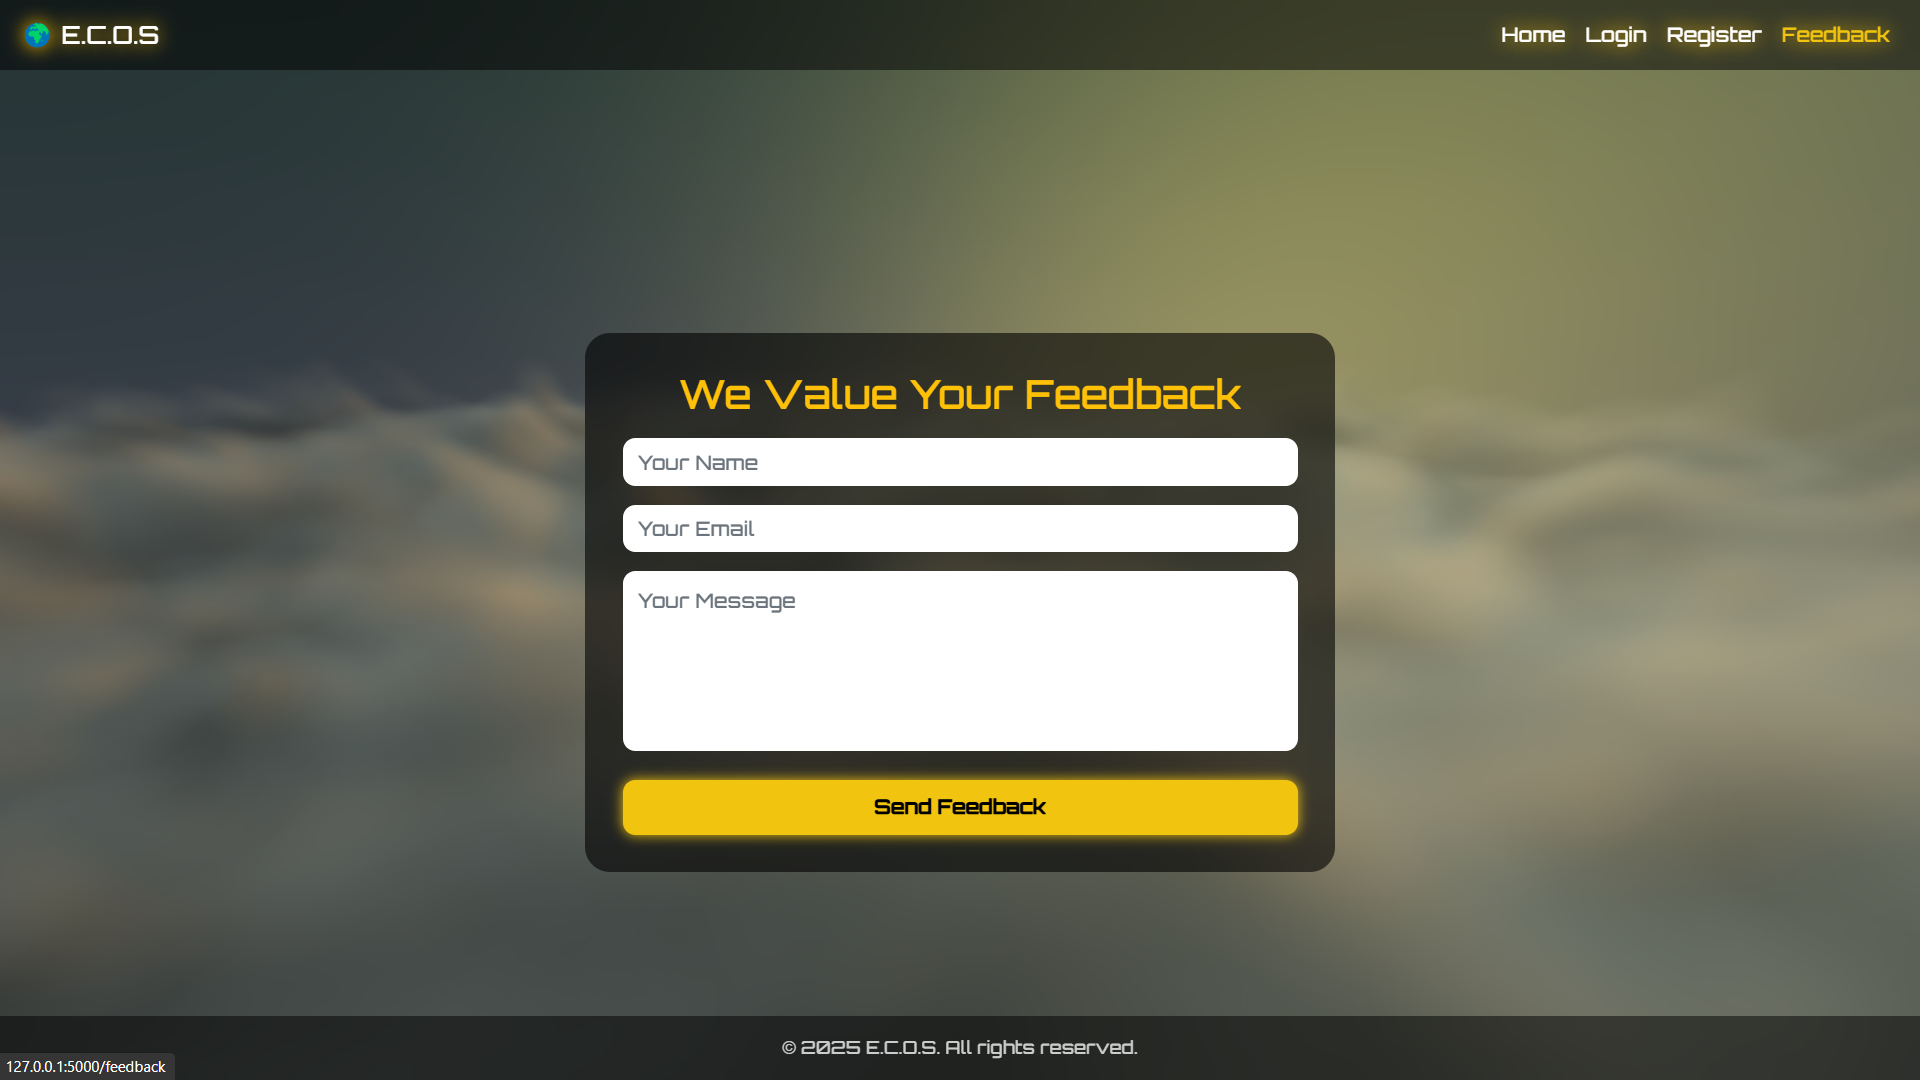 E.C.O.S
Home Login Register Feedback
We Value Your Feedback
Your Name
Your Email
Your Message
Send Feedback
© 2025 E.C.O.S. All rights reserved.
127.0.0.1:5000/feedback